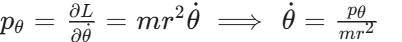 p_θ = ∂L/∂θ̇ = mr²θ̇ ⟹ θ̇ = p_θ/mr²